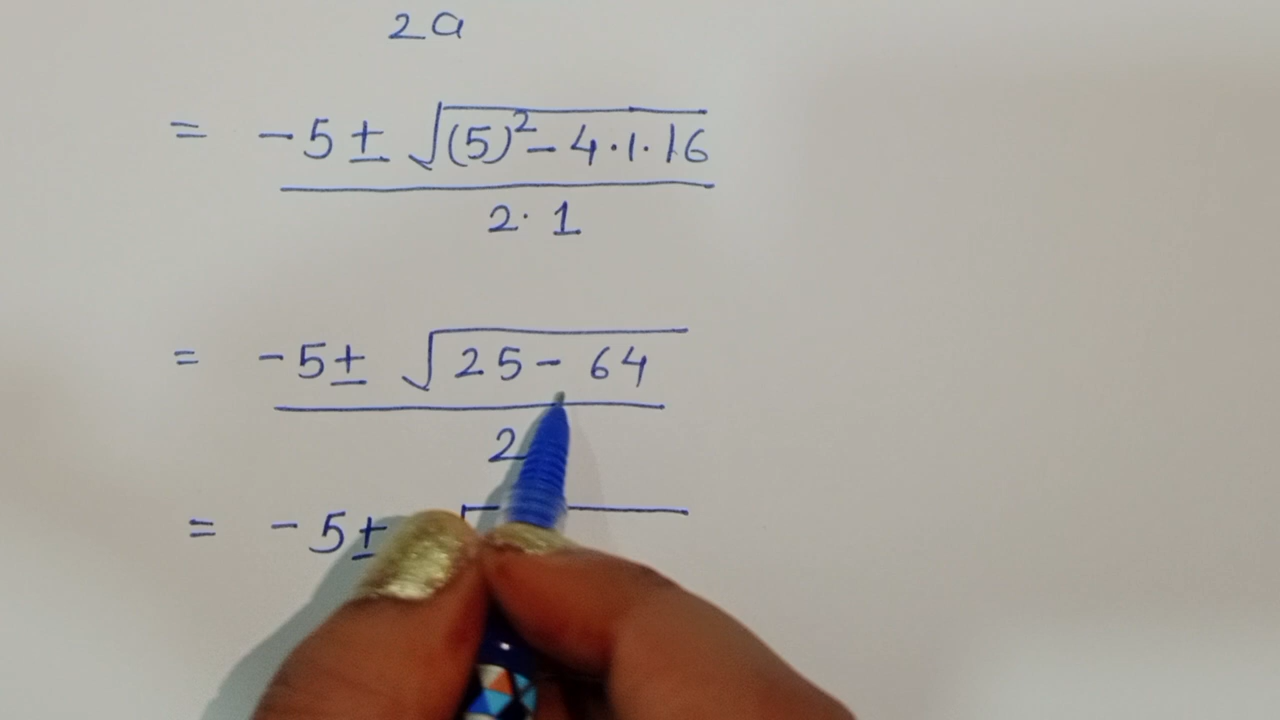 2a
= -5 ± √(5)² - 4·1·16
2·1
= -5 ± √25 - 64
2
= -5 ± √